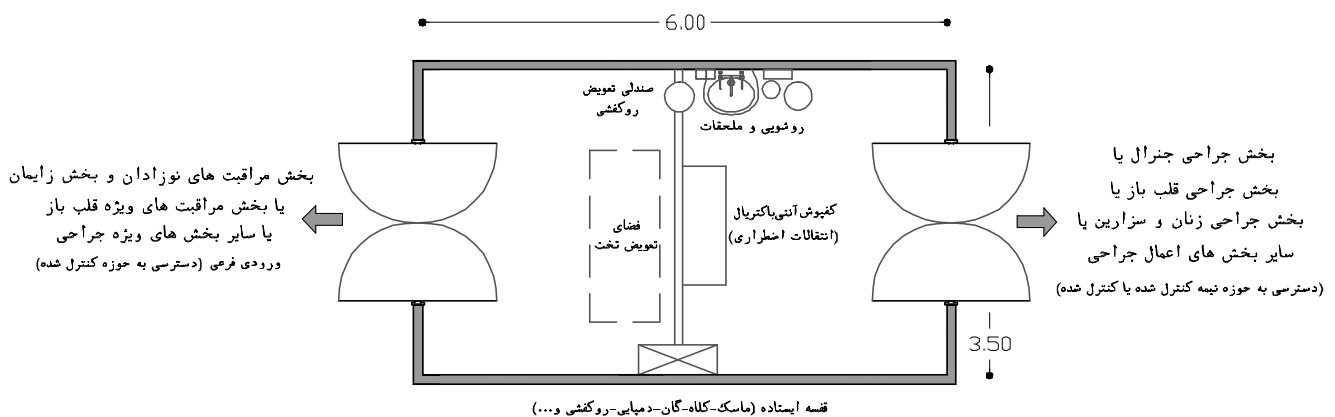 6.00
صندلی تعویض
روکفشی
روشویی و ملحقات
بخش جراحی جنرال یا
بخش جراحی قلب باز یا
بخش جراحی زنان و سزارین یا
سایر بخش های اعمال جراحی
(دسترسی به حوزه نیمه کنترل شده یا کنترل شده)
کفپوش آنتی باکتریال
(انتقالات اضطراری)
فضای
تعویض تخت
بخش مراقبت های نوزادان و بخش زایمان
یا بخش مراقبت های ویژه قلب باز
یا سایر بخش های ویژه جراحی
ورودی فرعی (دسترسی به حوزه کنترل شده)
3.50
قفسه ایستاده (ماسک-کلاه-گان-دمپایی-روکفشی و...)